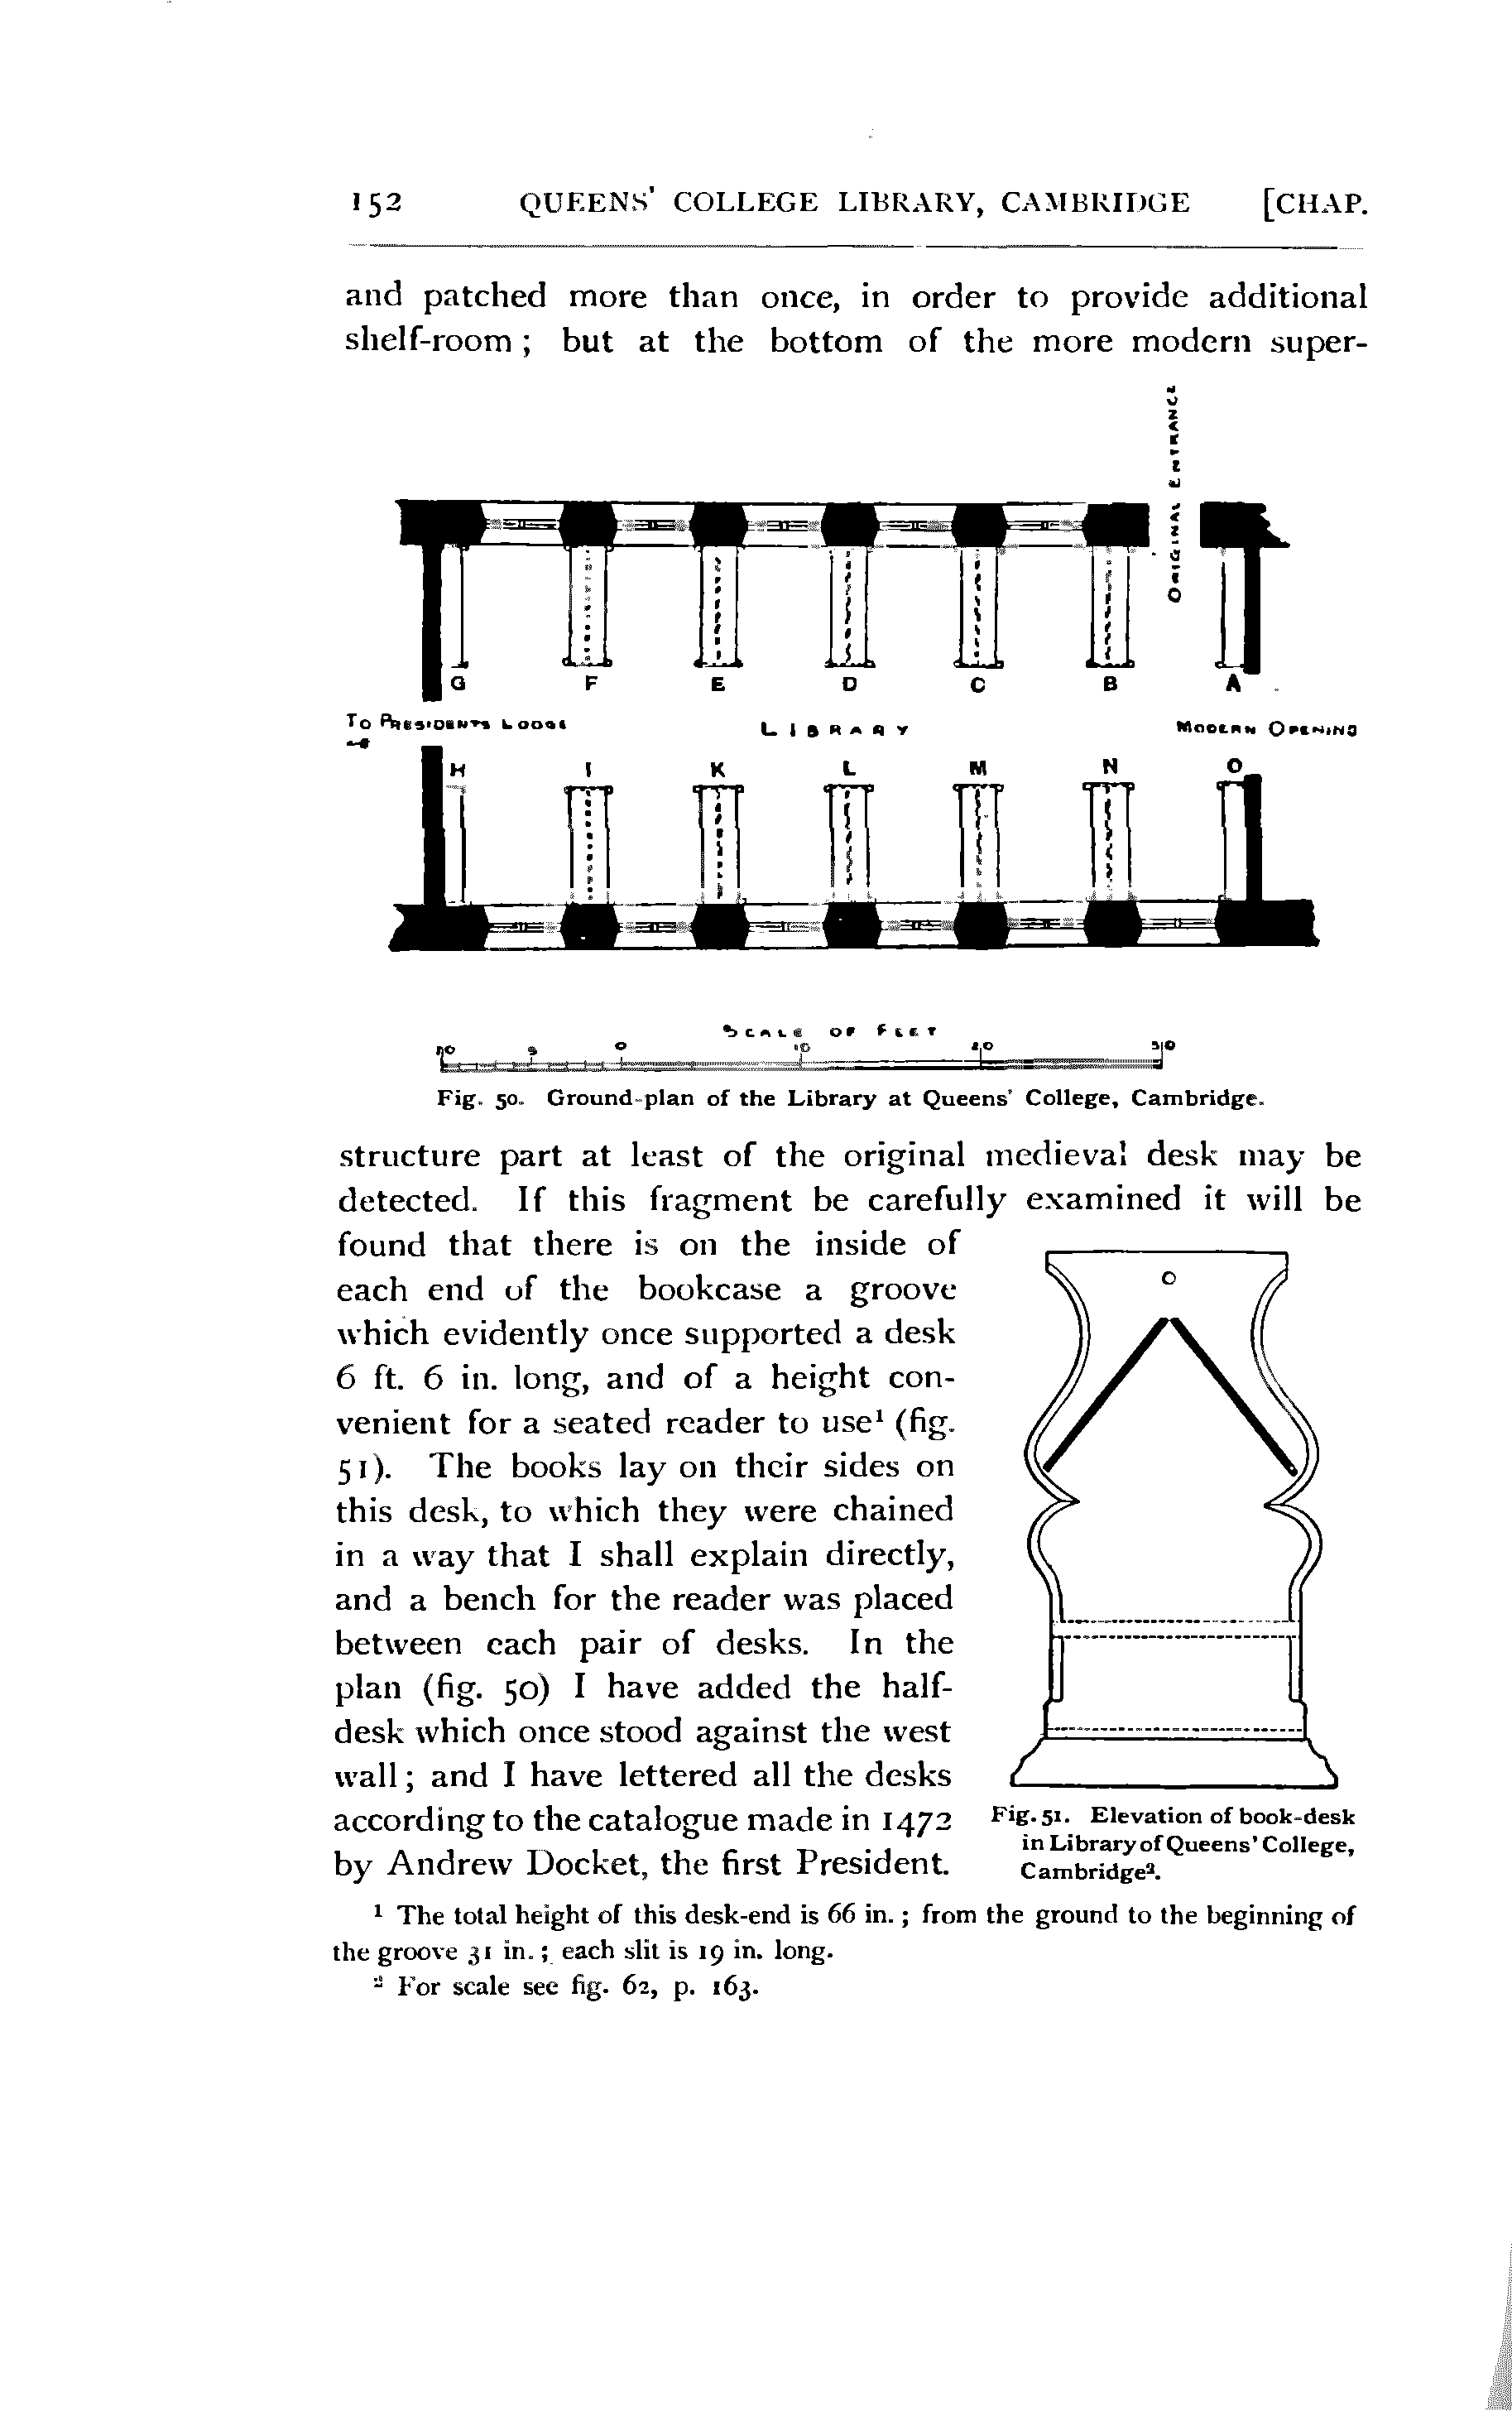 152 QUEENS' COLLEGE LIBRARY, CAMBRIDGE [CHAP.
and patched more than once, in order to provide additional
shelf-room ; but at the bottom of the more modern super-
ORIGINAL ENTRANCE
G F E D C B A
TO PRESIDENTS LODGE LIBRARY MODERN OPENING
H I K L M N O
SCALE OF FEET
10 5 0 10 20 30
Fig. 50. Ground-plan of the Library at Queens' College, Cambridge.
structure part at least of the original medieval desk may be
detected. If this fragment be carefully examined it will be
found that there is on the inside of
each end of the bookcase a groove
which evidently once supported a desk
6 ft. 6 in. long, and of a height con-
venient for a seated reader to use¹ (fig.
51). The books lay on their sides on
this desk, to which they were chained
in a way that I shall explain directly,
and a bench for the reader was placed
between each pair of desks. In the
plan (fig. 50) I have added the half-
desk which once stood against the west
wall ; and I have lettered all the desks
according to the catalogue made in 1472
by Andrew Docket, the first President.
Fig. 51. Elevation of book-desk
in Library of Queens' College,
Cambridge².
¹ The total height of this desk-end is 66 in. ; from the ground to the beginning of
the groove 31 in. ; each slit is 19 in. long.
² For scale see fig. 62, p. 163.